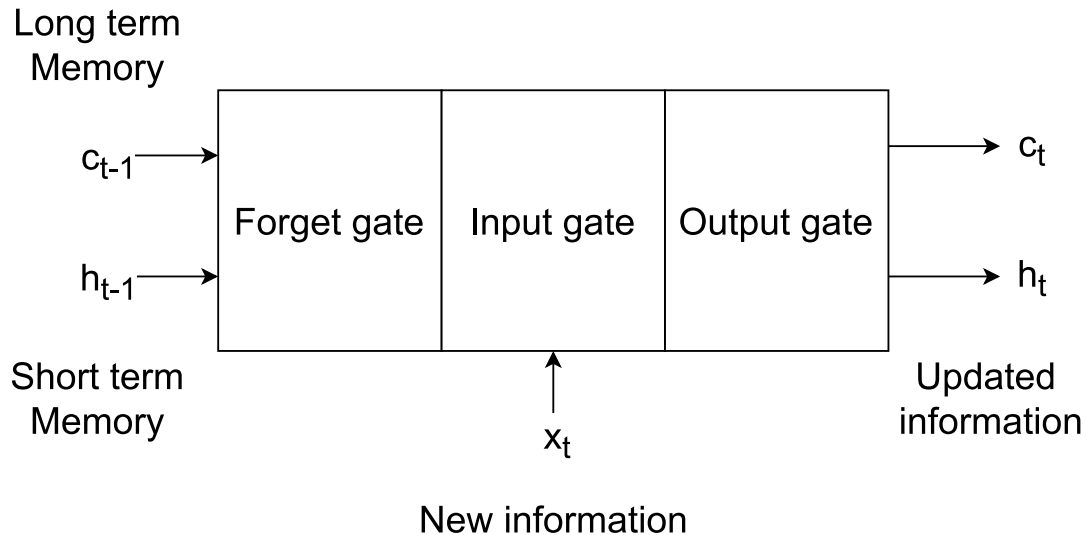 Long term
Memory
c_{t-1}
c_t
Forget gate
Input gate
Output gate
h_{t-1}
h_t
Short term
Memory
Updated
information
x_t
New information